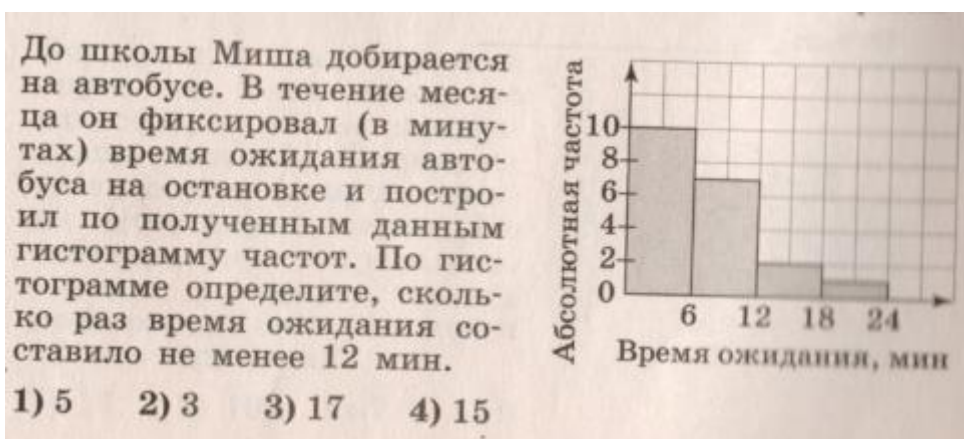 До школы Миша добирается
на автобусе. В течение меся-
ца он фиксировал (в мину-
тах) время ожидания авто-
буса на остановке и постро-
ил по полученным данным
гистограмму частот. По гис-
тограмме определите, сколь-
ко раз время ожидания со-
ставило не менее 12 мин.
1) 5 2) 3 3) 17 4) 15
Абсолютная частота
10
8
6
4
2
0
6 12 18 24
Время ожидания, мин